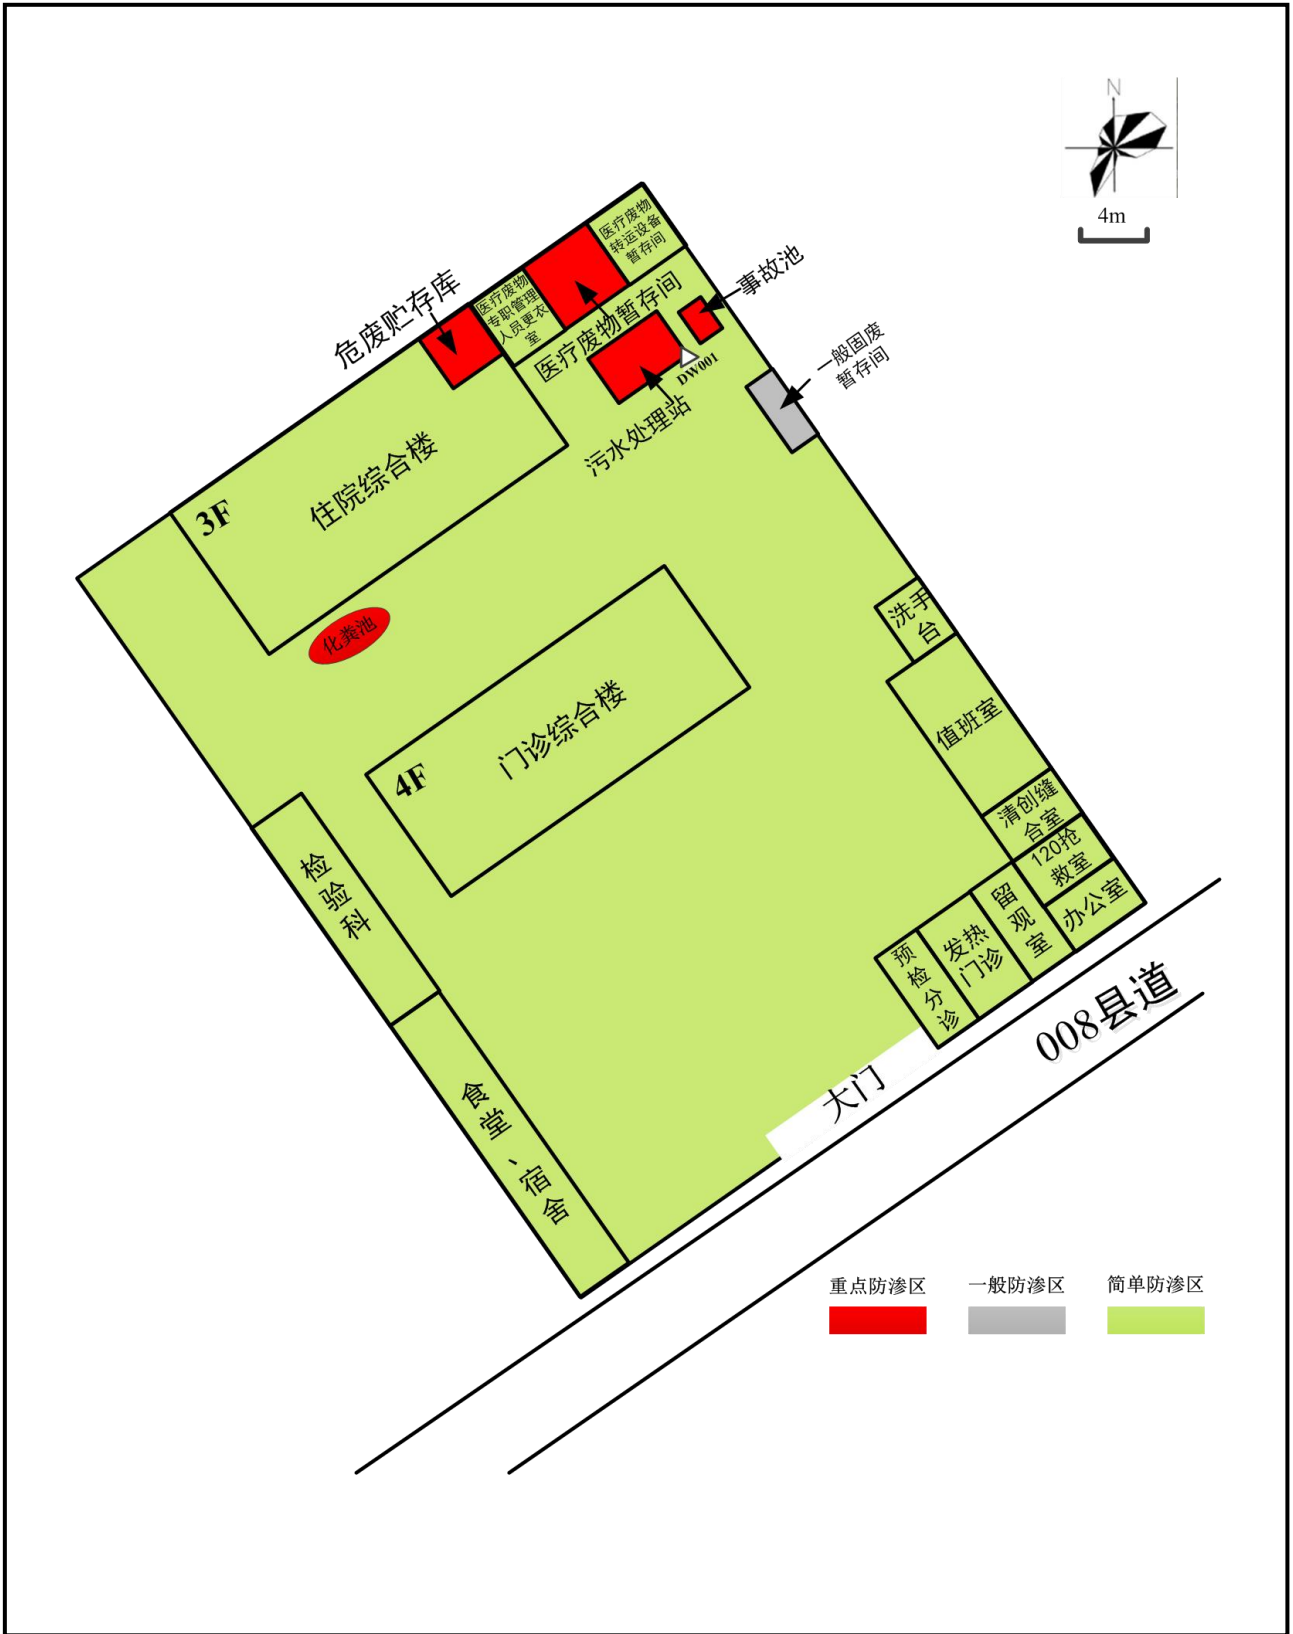 N
4m
医疗废物
转运设备
暂存间
事故池
危废贮存库
医疗废物
专职管理
人员更衣
室
医疗废物暂存间
DW001
一般固废
暂存间
污水处理站
住院综合楼
3F
化粪池
洗手
台
门诊综合楼
4F
值班室
清创缝
合室
120抢
救室
办公室
留
观
室
发热
门诊
预
检
分
诊
检
验
科
食
堂
、
宿
舍
大门
008县道
重点防渗区
一般防渗区
简单防渗区